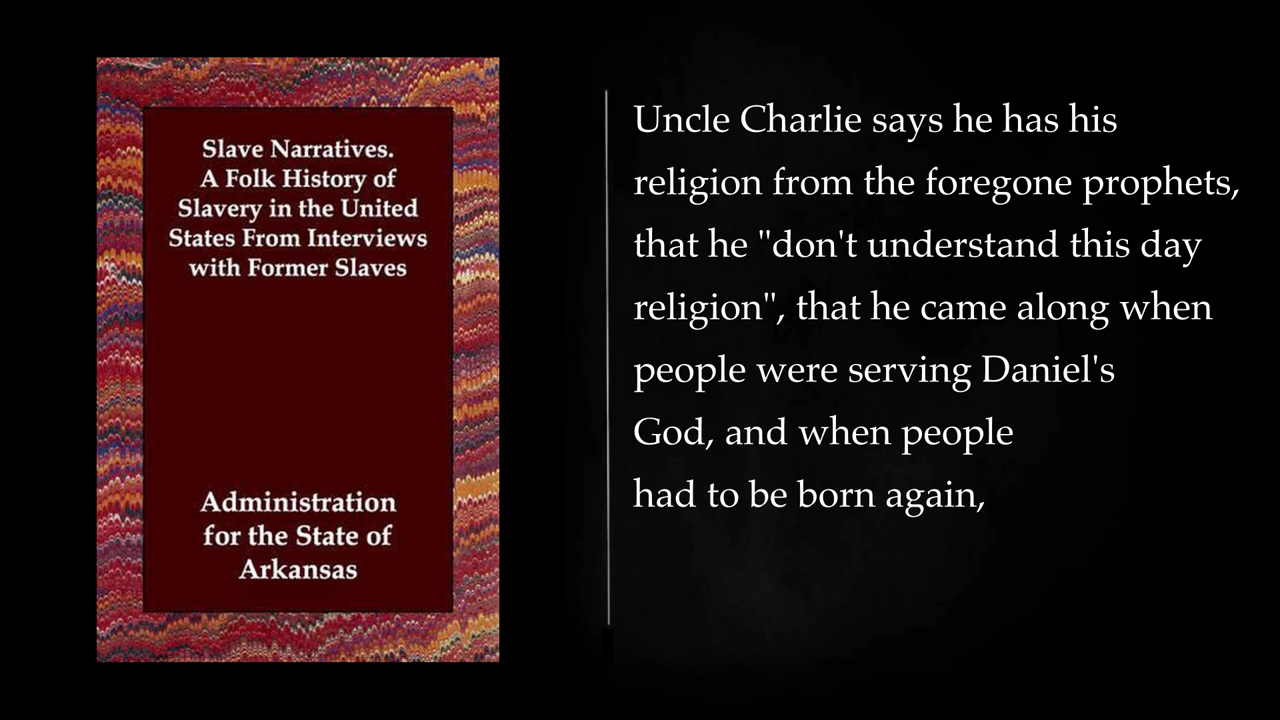 Slave Narratives.
A Folk History of
Slavery in the United
States From Interviews
with Former Slaves
Administration
for the State of
Arkansas
Uncle Charlie says he has his
religion from the foregone prophets,
that he "don't understand this day
religion", that he came along when
people were serving Daniel's
God, and when people
had to be born again,